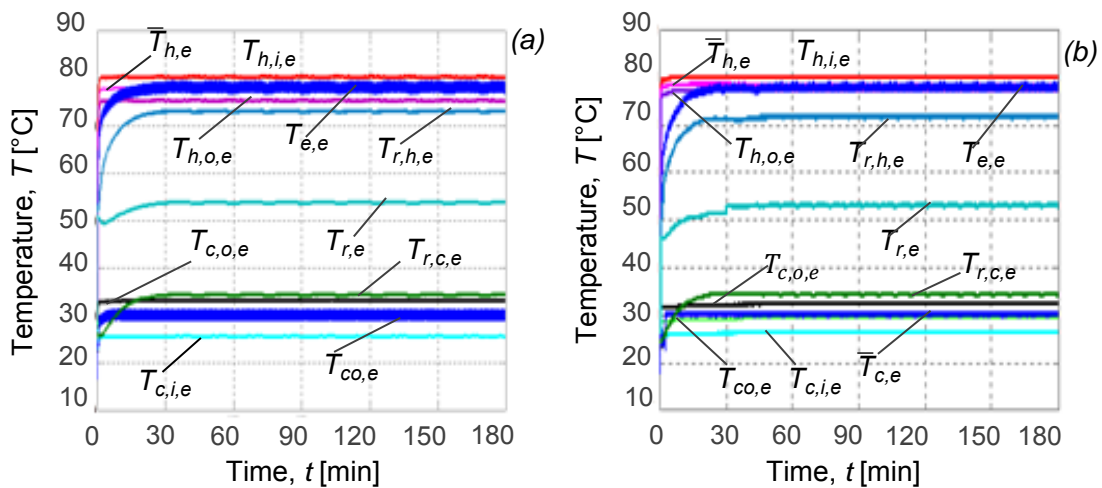 90
80
70
60
50
40
30
20
10
Temperature, T [°C]
T̅h,e
Th,i,e
(a)
Th,o,e
Te,e
Tr,h,e
Tc,o,e
Tr,e
Tr,c,e
Tc,i,e
Tco,e
0 30 60 90 120 150 180
Time, t [min]
90
80
70
60
50
40
30
20
10
Temperature, T [°C]
T̅h,e
Th,i,e
(b)
Th,o,e
Tr,h,e
Te,e
Tr,e
Tc,o,e
Tr,c,e
Tco,e
Tc,i,e
T̅c,e
0 30 60 90 120 150 180
Time, t [min]